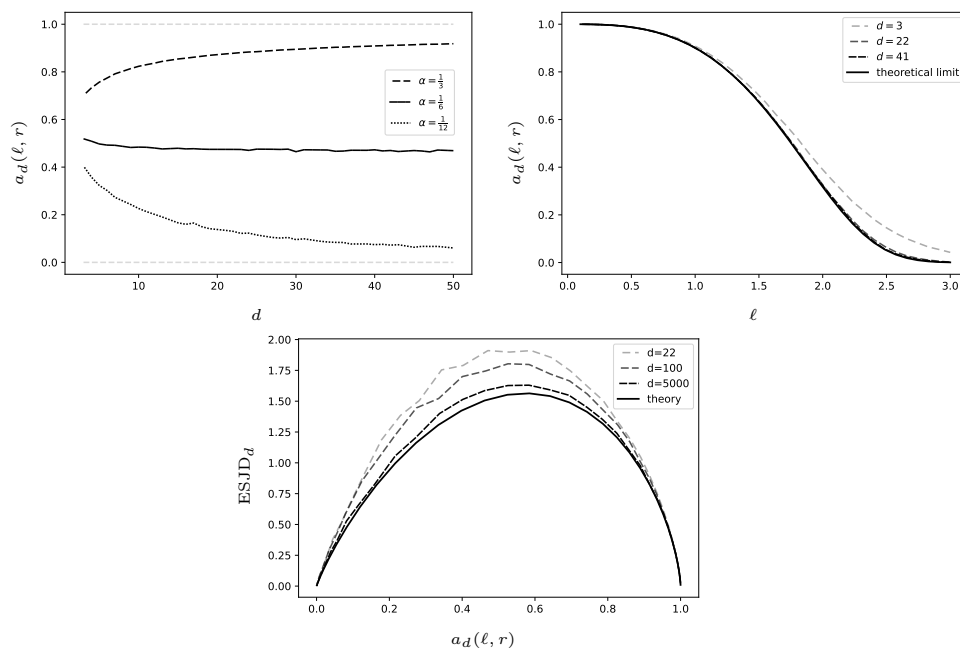 1.0
0.8
0.6
0.4
0.2
0.0
a_d(ℓ, r)
α = 1/3
α = 1/6
α = 1/12
10 20 30 40 50
d
1.0
0.8
0.6
0.4
0.2
0.0
a_d(ℓ, r)
d = 3
d = 22
d = 41
theoretical limit
0.0 0.5 1.0 1.5 2.0 2.5 3.0
ℓ
2.00
1.75
1.50
1.25
1.00
0.75
0.50
0.25
0.00
ESJD_d
d=22
d=100
d=5000
theory
0.0 0.2 0.4 0.6 0.8 1.0
a_d(ℓ, r)